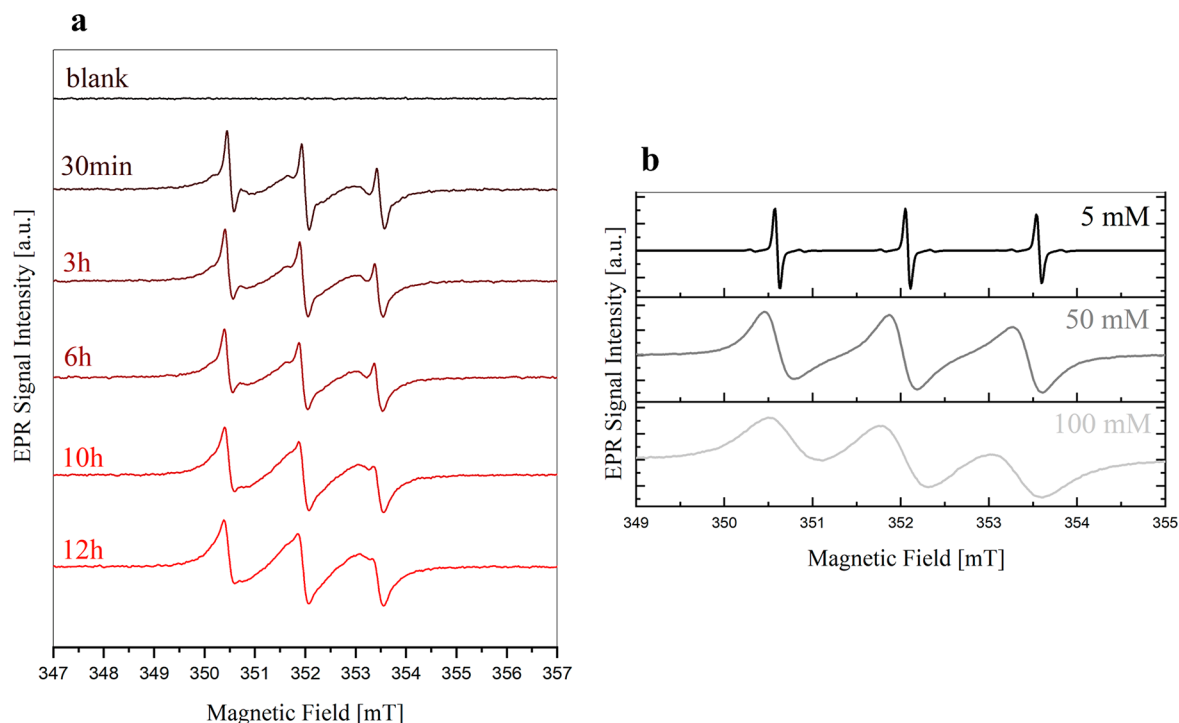 a
blank
30min
3h
6h
10h
12h
EPR Signal Intensity [a.u.]
347 348 349 350 351 352 353 354 355 356 357
Magnetic Field [mT]
b
5 mM
50 mM
100 mM
EPR Signal Intensity [a.u.]
349 350 351 352 353 354 355
Magnetic Field [mT]